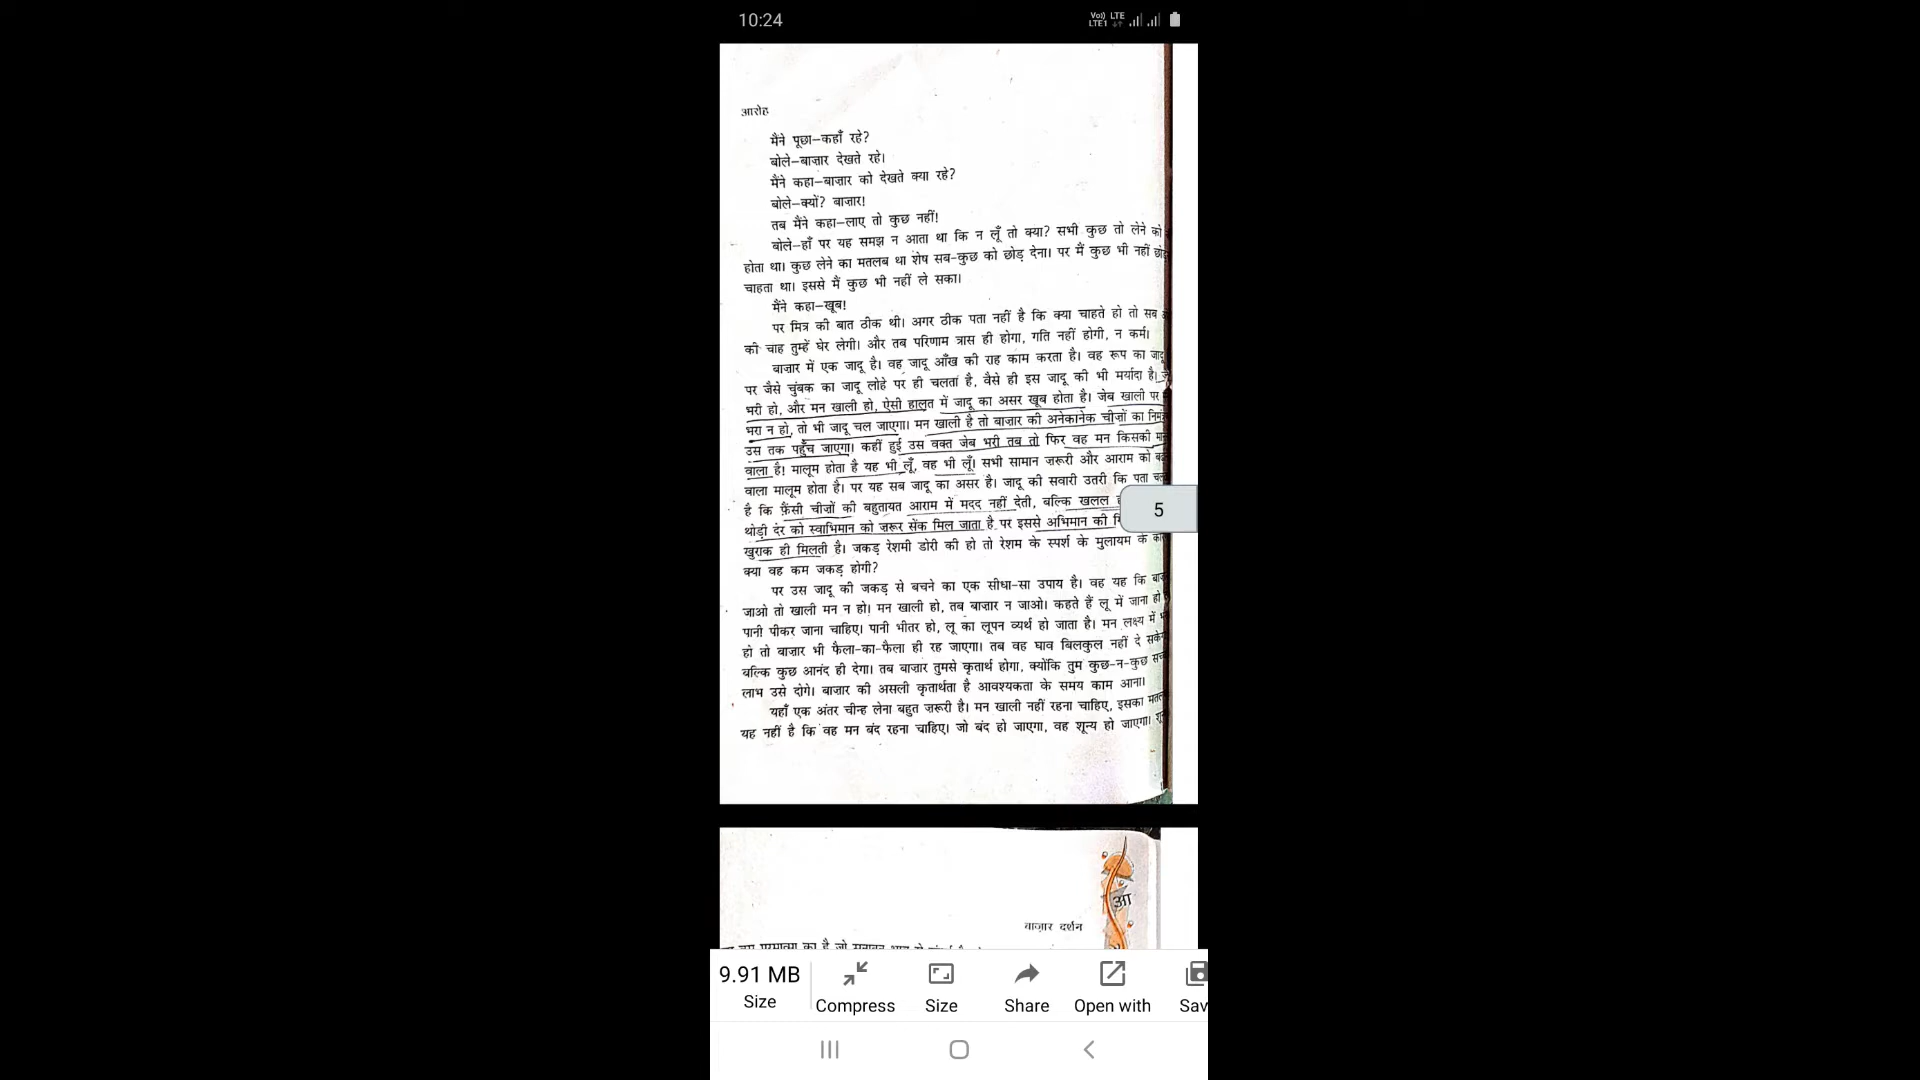 10:24
Vo)) LTE
LTE1
आरोह
मैंने पूछा–कहाँ रहे?
बोले–बाज़ार देखते रहे।
मैंने कहा–बाज़ार को देखते क्या रहे?
बोले–क्यों? बाज़ार!
तब मैंने कहा–लाए तो कुछ नहीं!
बोले–हाँ पर यह समझ न आता था कि न लूँ तो क्या? सभी कुछ तो लेने को
होता था। कुछ लेने का मतलब था शेष सब-कुछ को छोड़ देना। पर मैं कुछ भी नहीं
चाहता था। इससे मैं कुछ भी नहीं ले सका।
मैंने कहा–खूब!
पर मित्र की बात ठीक थी। अगर ठीक पता नहीं है कि क्या चाहते हो तो सब
की चाह तुम्हें घेर लेगी। और तब परिणाम त्रास ही होगा, गति नहीं होगी, न कर्म।
बाज़ार में एक जादू है। वह जादू आँख की राह काम करता है। वह रूप का जादू
पर जैसे चुंबक का जादू लोहे पर ही चलता है, वैसे ही इस जादू की भी मर्यादा है।
भरी हो, और मन खाली हो, ऐसी हालत में जादू का असर खूब होता है। जेब खाली पर
भरा न हो, तो भी जादू चल जाएगा। मन खाली है तो बाज़ार की अनेकानेक चीज़ों का
उस तक पहुँच जाएगा। कहीं हुई उस वक्त जेब भरी तब तो फिर वह मन किसकी
वाला है! मालूम होता है यह भी लूँ, वह भी लूँ। सभी सामान ज़रूरी और आराम को
वाला मालूम होता है। पर यह सब जादू का असर है। जादू की सवारी उतरी कि पता
है कि फ़ैंसी चीज़ों की बहुतायत आराम में मदद नहीं देती, बल्कि खलल
थोड़ी देर को स्वाभिमान को ज़रूर सेंक मिल जाता है पर इससे अभिमान की
खुराक ही मिलती है। जकड़ रेशमी डोरी की हो तो रेशम के स्पर्श के मुलायम के
क्या वह कम जकड़ होगी?
पर उस जादू की जकड़ से बचने का एक सीधा-सा उपाय है। वह यह कि
जाओ तो खाली मन न हो। मन खाली हो, तब बाज़ार न जाओ। कहते हैं लू में जाना हो
पानी पीकर जाना चाहिए। पानी भीतर हो, लू का लूपन व्यर्थ हो जाता है। मन लक्ष्य में
हो तो बाज़ार भी फैला-का-फैला ही रह जाएगा। तब वह घाव बिलकुल नहीं दे
बल्कि कुछ आनंद ही देगा। तब बाज़ार तुमसे कृतार्थ होगा, क्योंकि तुम कुछ-न-कुछ
लाभ उसे दोगे। बाज़ार की असली कृतार्थता है आवश्यकता के समय काम आना।
यहाँ एक अंतर चीन्ह लेना बहुत ज़रूरी है। मन खाली नहीं रहना चाहिए, इसका
यह नहीं है कि वह मन बंद रहना चाहिए। जो बंद हो जाएगा, वह शून्य हो जाएगा।
5
आ
बाज़ार दर्शन
9.91 MB
Size
Compress
Size
Share
Open with
Sav